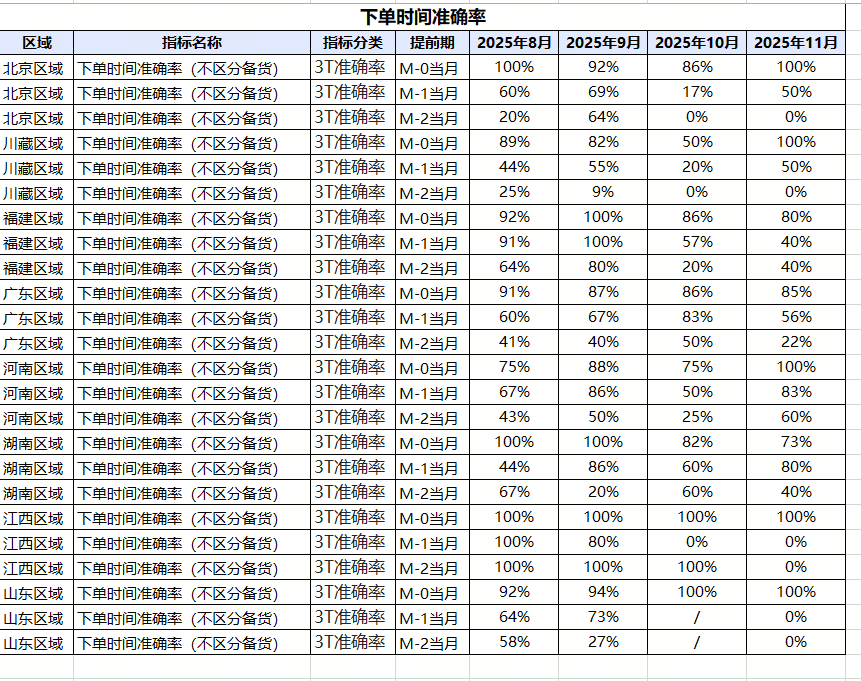 下单时间准确率
区域 指标名称 指标分类 提前期 2025年8月 2025年9月 2025年10月 2025年11月
北京区域 下单时间准确率（不区分备货) 3T准确率 M-0当月 100% 92% 86% 100%
北京区域 下单时间准确率（不区分备货) 3T准确率 M-1当月 60% 69% 17% 50%
北京区域 下单时间准确率（不区分备货) 3T准确率 M-2当月 20% 64% 0% 0%
川藏区域 下单时间准确率（不区分备货) 3T准确率 M-0当月 89% 82% 50% 100%
川藏区域 下单时间准确率（不区分备货) 3T准确率 M-1当月 44% 55% 20% 50%
川藏区域 下单时间准确率（不区分备货) 3T准确率 M-2当月 25% 9% 0% 0%
福建区域 下单时间准确率（不区分备货) 3T准确率 M-0当月 92% 100% 86% 80%
福建区域 下单时间准确率（不区分备货) 3T准确率 M-1当月 91% 100% 57% 40%
福建区域 下单时间准确率（不区分备货) 3T准确率 M-2当月 64% 80% 20% 40%
广东区域 下单时间准确率（不区分备货) 3T准确率 M-0当月 91% 87% 86% 85%
广东区域 下单时间准确率（不区分备货) 3T准确率 M-1当月 60% 67% 83% 56%
广东区域 下单时间准确率（不区分备货) 3T准确率 M-2当月 41% 40% 50% 22%
河南区域 下单时间准确率（不区分备货) 3T准确率 M-0当月 75% 88% 75% 100%
河南区域 下单时间准确率（不区分备货) 3T准确率 M-1当月 67% 86% 50% 83%
河南区域 下单时间准确率（不区分备货) 3T准确率 M-2当月 43% 50% 25% 60%
湖南区域 下单时间准确率（不区分备货) 3T准确率 M-0当月 100% 100% 82% 73%
湖南区域 下单时间准确率（不区分备货) 3T准确率 M-1当月 44% 86% 60% 80%
湖南区域 下单时间准确率（不区分备货) 3T准确率 M-2当月 67% 20% 60% 40%
江西区域 下单时间准确率（不区分备货) 3T准确率 M-0当月 100% 100% 100% 100%
江西区域 下单时间准确率（不区分备货) 3T准确率 M-1当月 100% 80% 0% 0%
江西区域 下单时间准确率（不区分备货) 3T准确率 M-2当月 100% 100% 100% 0%
山东区域 下单时间准确率（不区分备货) 3T准确率 M-0当月 92% 94% 100% 100%
山东区域 下单时间准确率（不区分备货) 3T准确率 M-1当月 64% 73% / 0%
山东区域 下单时间准确率（不区分备货) 3T准确率 M-2当月 58% 27% / 0%